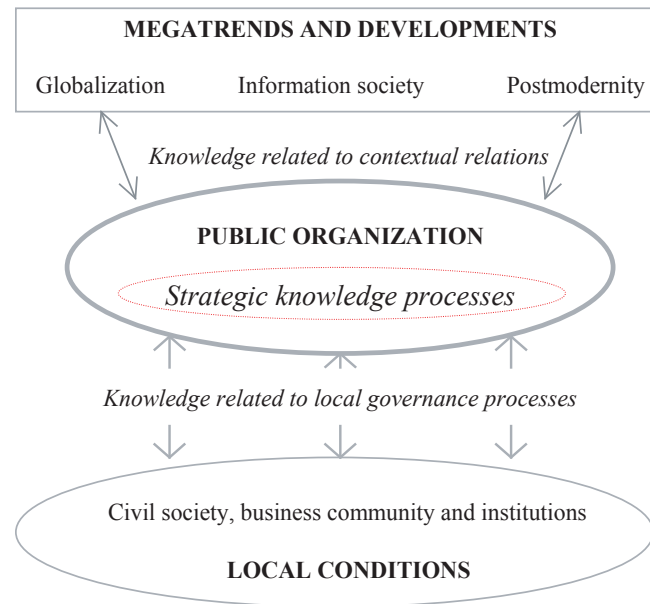 MEGATRENDS AND DEVELOPMENTS
Globalization Information society Postmodernity
Knowledge related to contextual relations
PUBLIC ORGANIZATION
Strategic knowledge processes
Knowledge related to local governance processes
Civil society, business community and institutions
LOCAL CONDITIONS